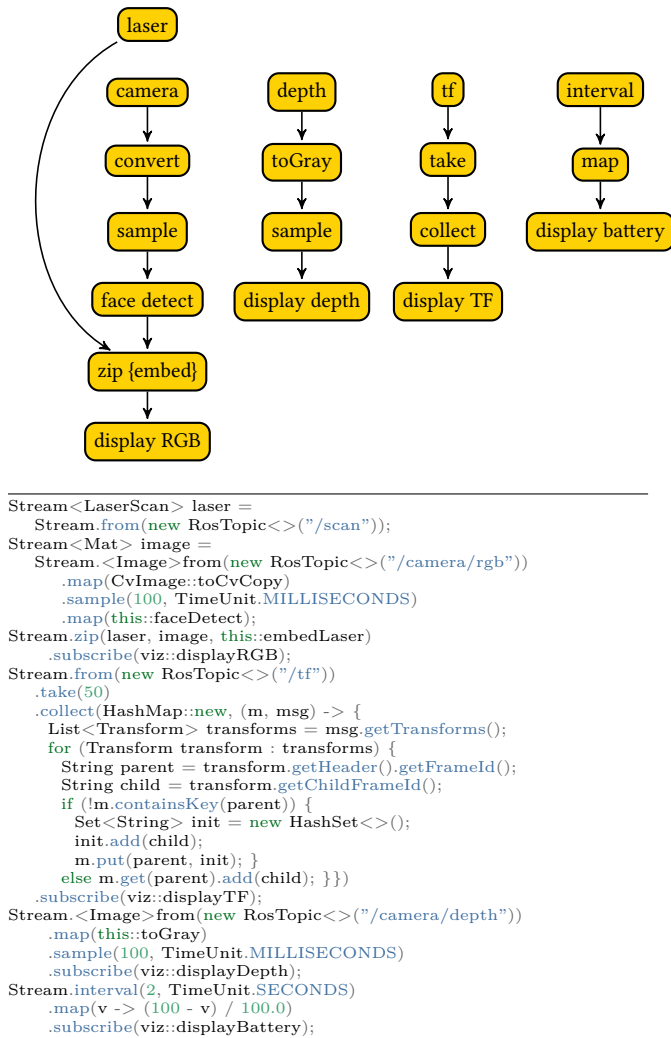 laser
camera
depth
tf
interval
convert
toGray
take
map
sample
sample
collect
display battery
face detect
display depth
display TF
zip {embed}
display RGB
Stream<LaserScan> laser =
Stream.from(new RosTopic<>("/scan"));
Stream<Mat> image =
Stream.<Image>from(new RosTopic<>("/camera/rgb"))
.map(CvImage::toCvCopy)
.sample(100, TimeUnit.MILLISECONDS)
.map(this::faceDetect);
Stream.zip(laser, image, this::embedLaser)
.subscribe(viz::displayRGB);
Stream.from(new RosTopic<>("/tf"))
.take(50)
.collect(HashMap::new, (m, msg) -> {
List<Transform> transforms = msg.getTransforms();
for (Transform transform : transforms) {
String parent = transform.getHeader().getFrameId();
String child = transform.getChildFrameId();
if (!m.containsKey(parent)) {
Set<String> init = new HashSet<>();
init.add(child);
m.put(parent, init); }
else m.get(parent).add(child); }})
.subscribe(viz::displayTF);
Stream.<Image>from(new RosTopic<>("/camera/depth"))
.map(this::toGray)
.sample(100, TimeUnit.MILLISECONDS)
.subscribe(viz::displayDepth);
Stream.interval(2, TimeUnit.SECONDS)
.map(v -> (100 - v) / 100.0)
.subscribe(viz::displayBattery);